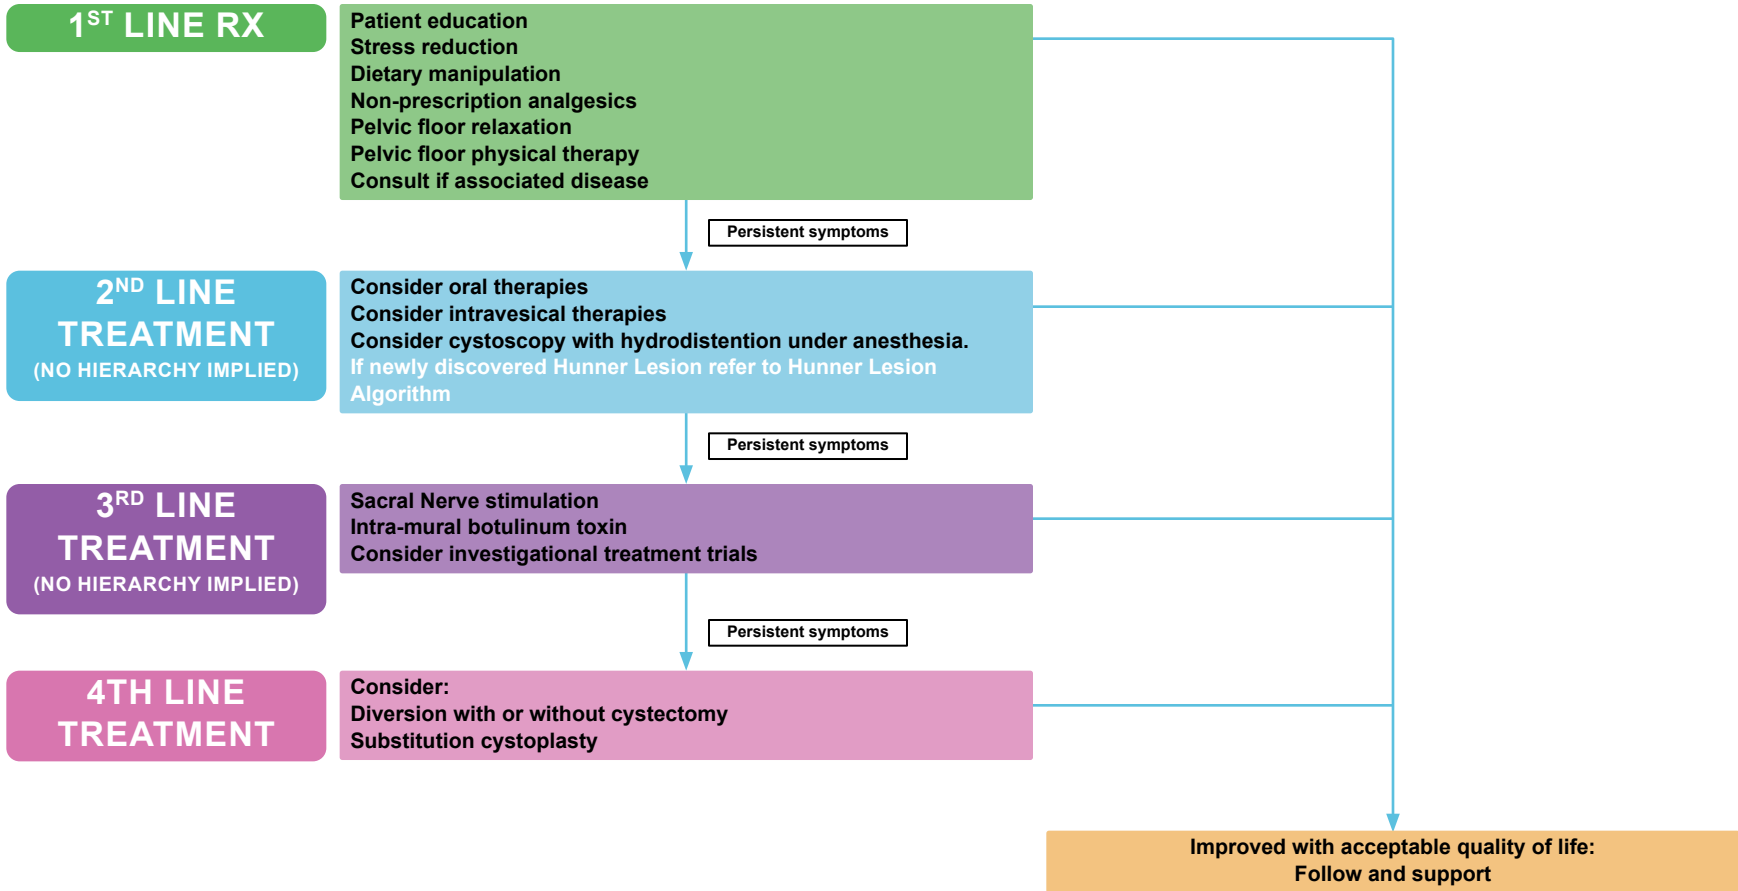 1ST LINE RX
Patient education
Stress reduction
Dietary manipulation
Non-prescription analgesics
Pelvic floor relaxation
Pelvic floor physical therapy
Consult if associated disease
Persistent symptoms
2ND LINE
TREATMENT
(NO HIERARCHY IMPLIED)
Consider oral therapies
Consider intravesical therapies
Consider cystoscopy with hydrodistention under anesthesia.
If newly discovered Hunner Lesion refer to Hunner Lesion
Algorithm
Persistent symptoms
3RD LINE
TREATMENT
(NO HIERARCHY IMPLIED)
Sacral Nerve stimulation
Intra-mural botulinum toxin
Consider investigational treatment trials
Persistent symptoms
4TH LINE
TREATMENT
Consider:
Diversion with or without cystectomy
Substitution cystoplasty
Improved with acceptable quality of life:
Follow and support